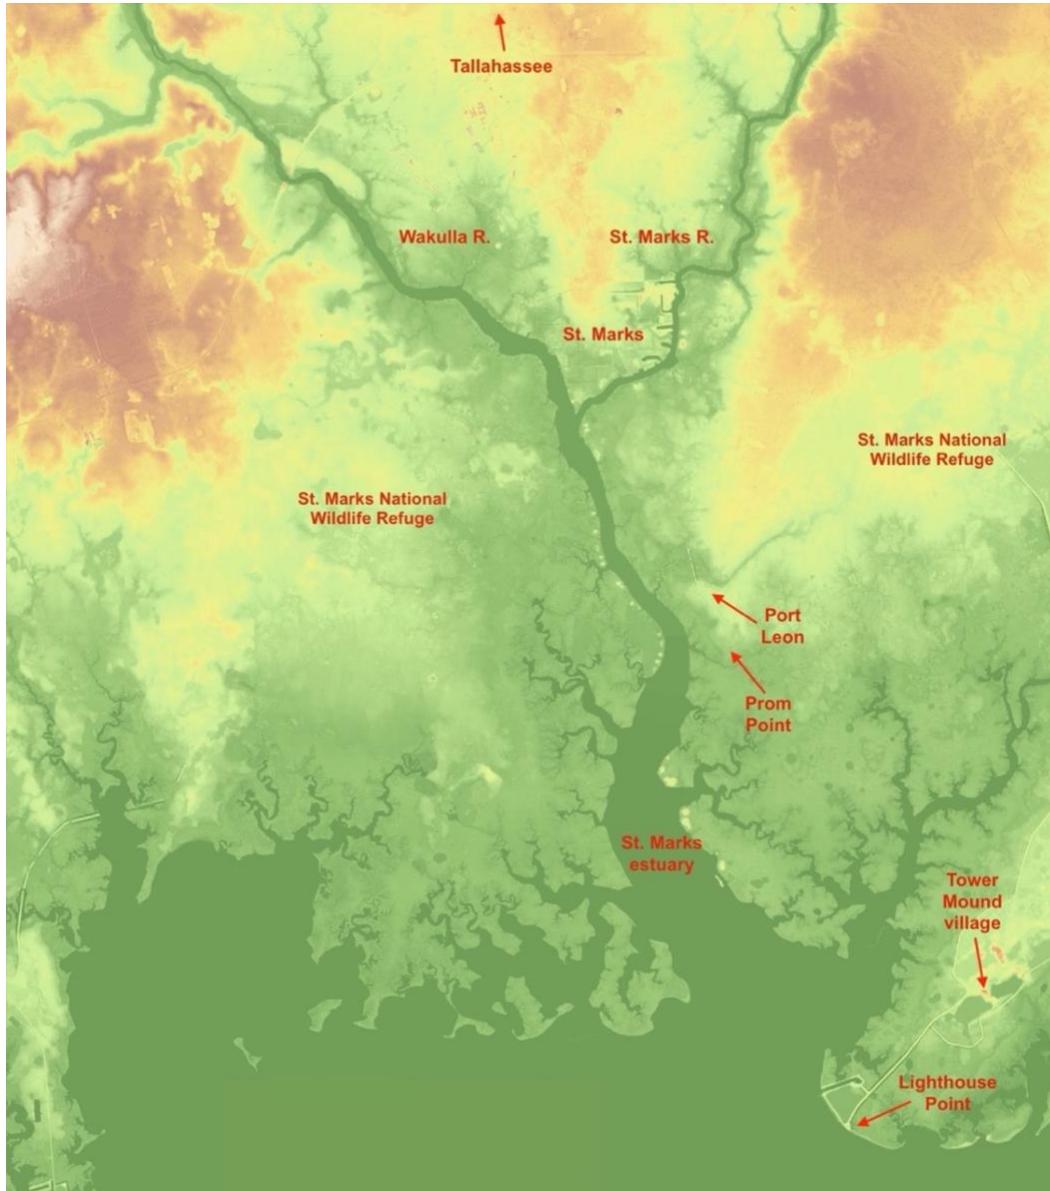 Tallahassee
Wakulla R.
St. Marks R.
St. Marks
St. Marks National
Wildlife Refuge
St. Marks National
Wildlife Refuge
Port
Leon
Prom
Point
St. Marks
estuary
Tower
Mound
village
Lighthouse
Point